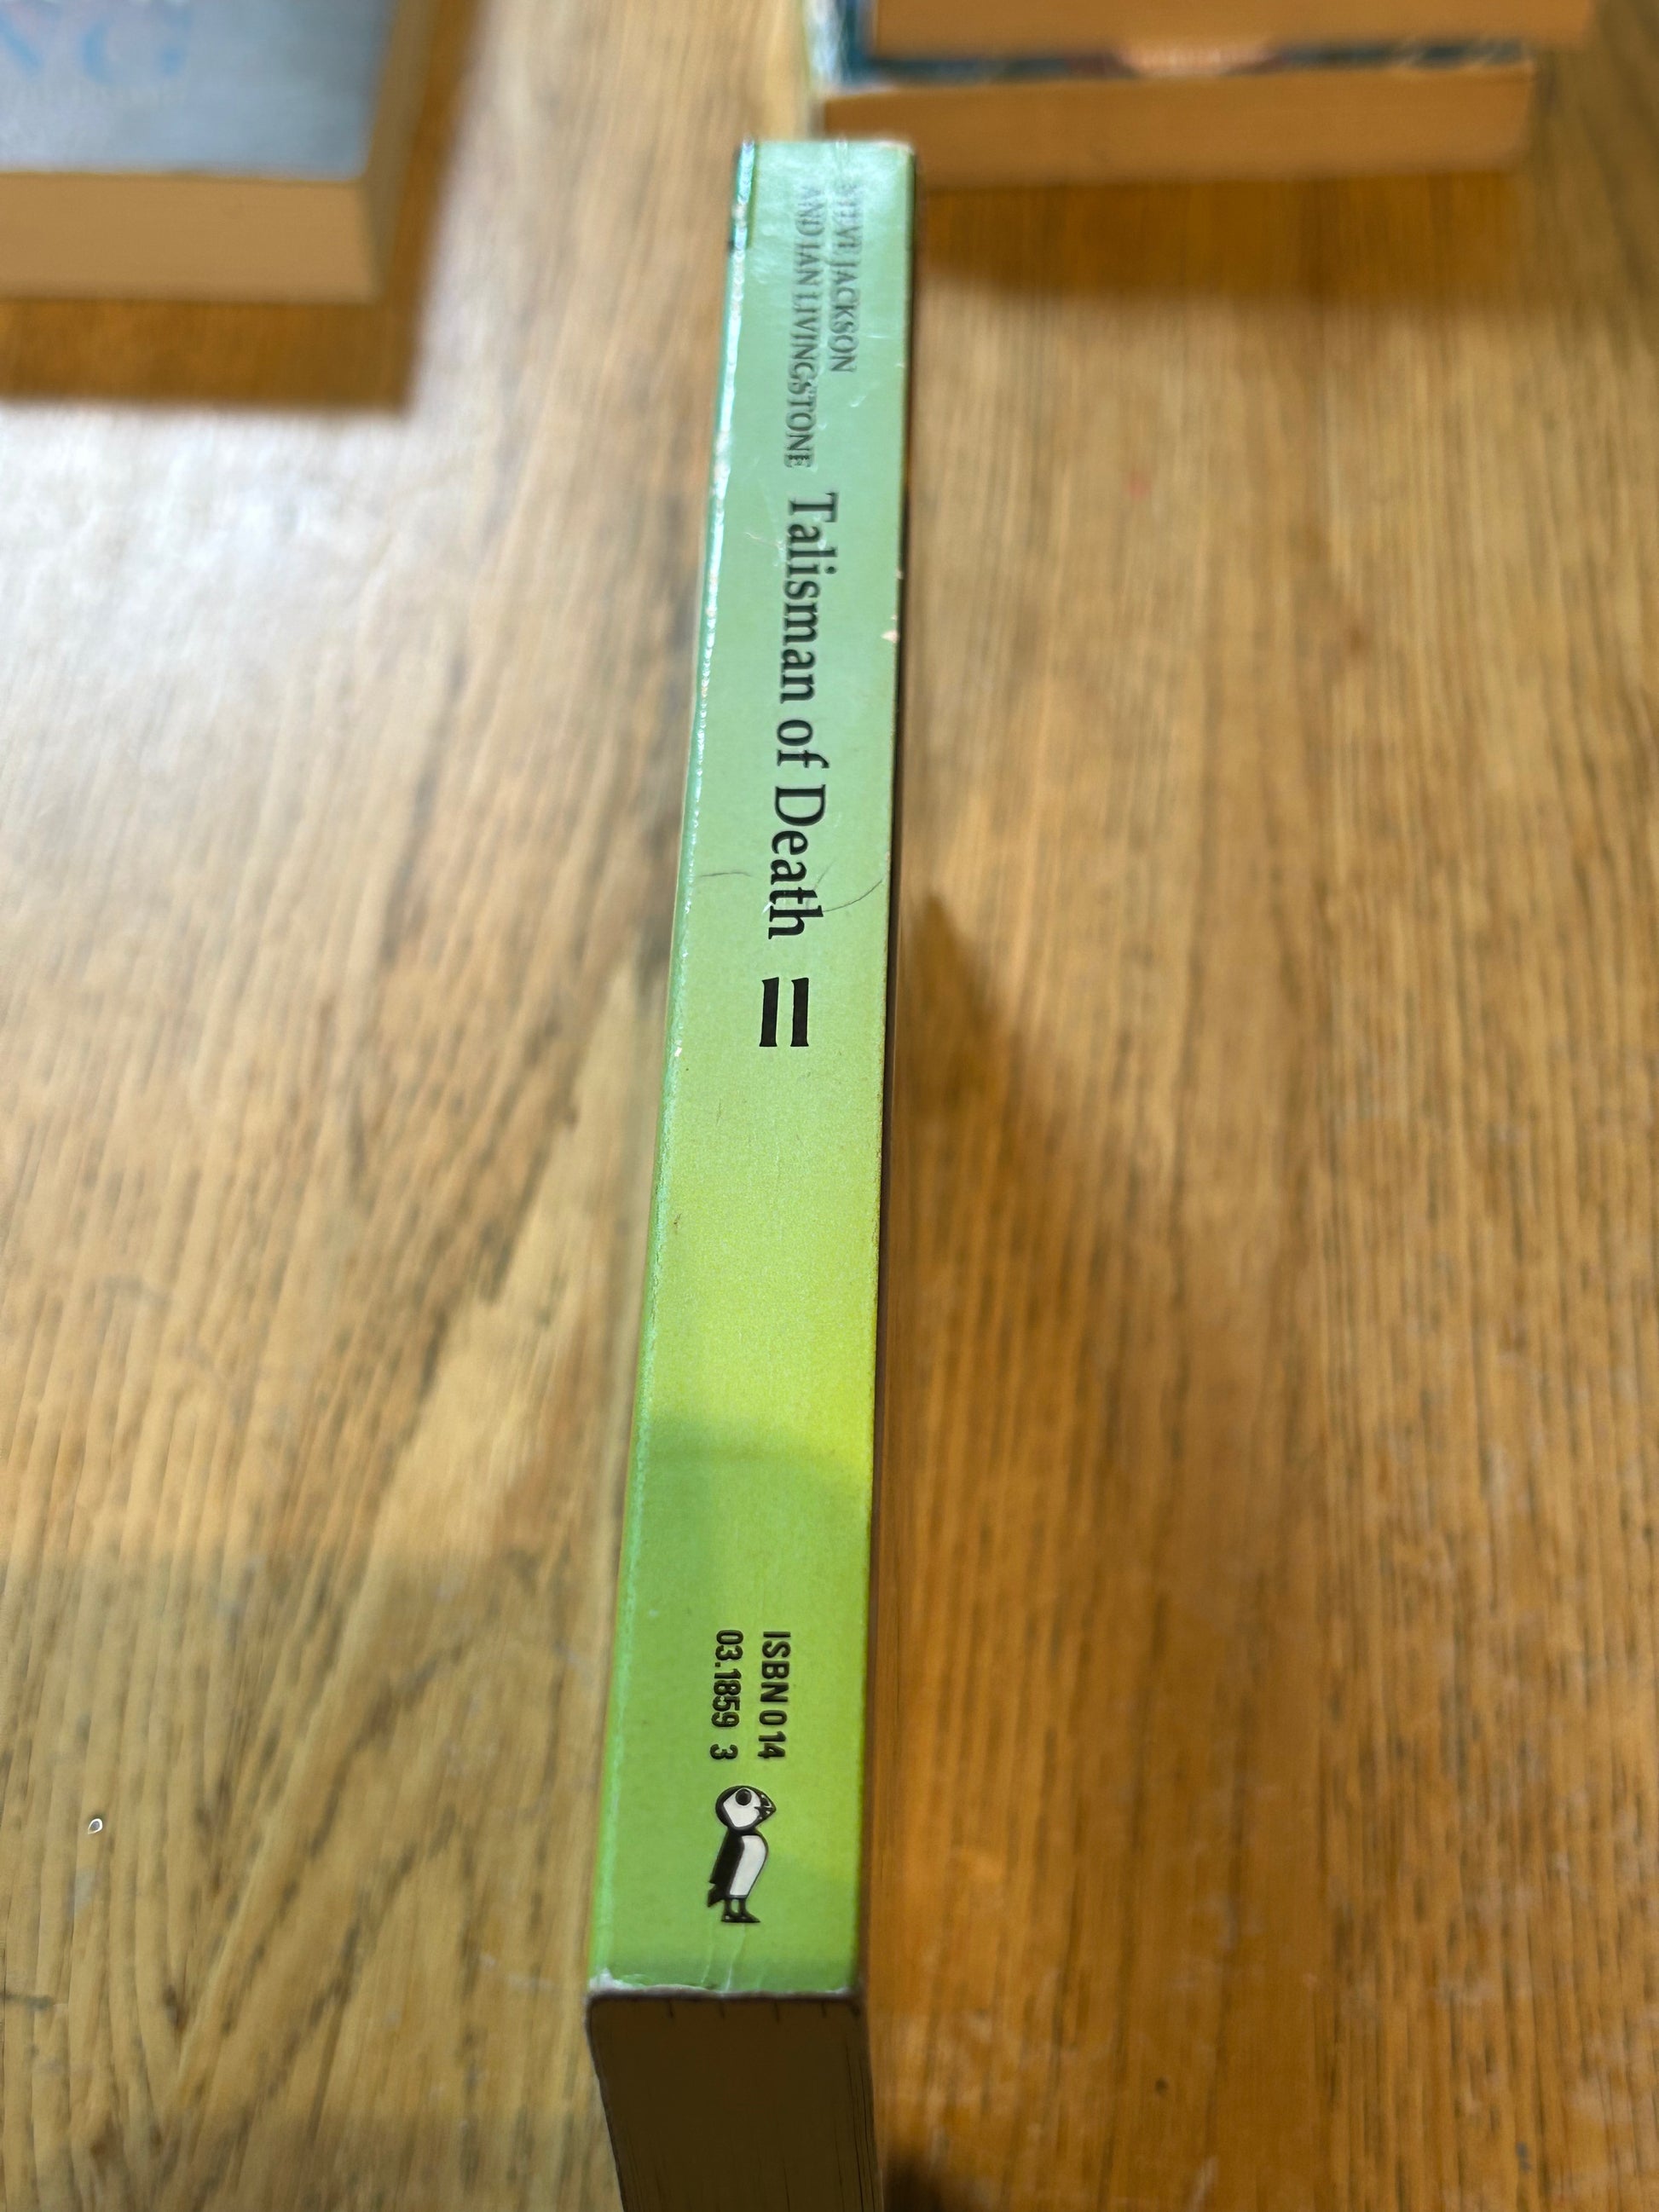 STEVE JACKSON
AND IAN LIVINGSTONE
Talisman of Death
11
ISBN 0 14
03.1859 3